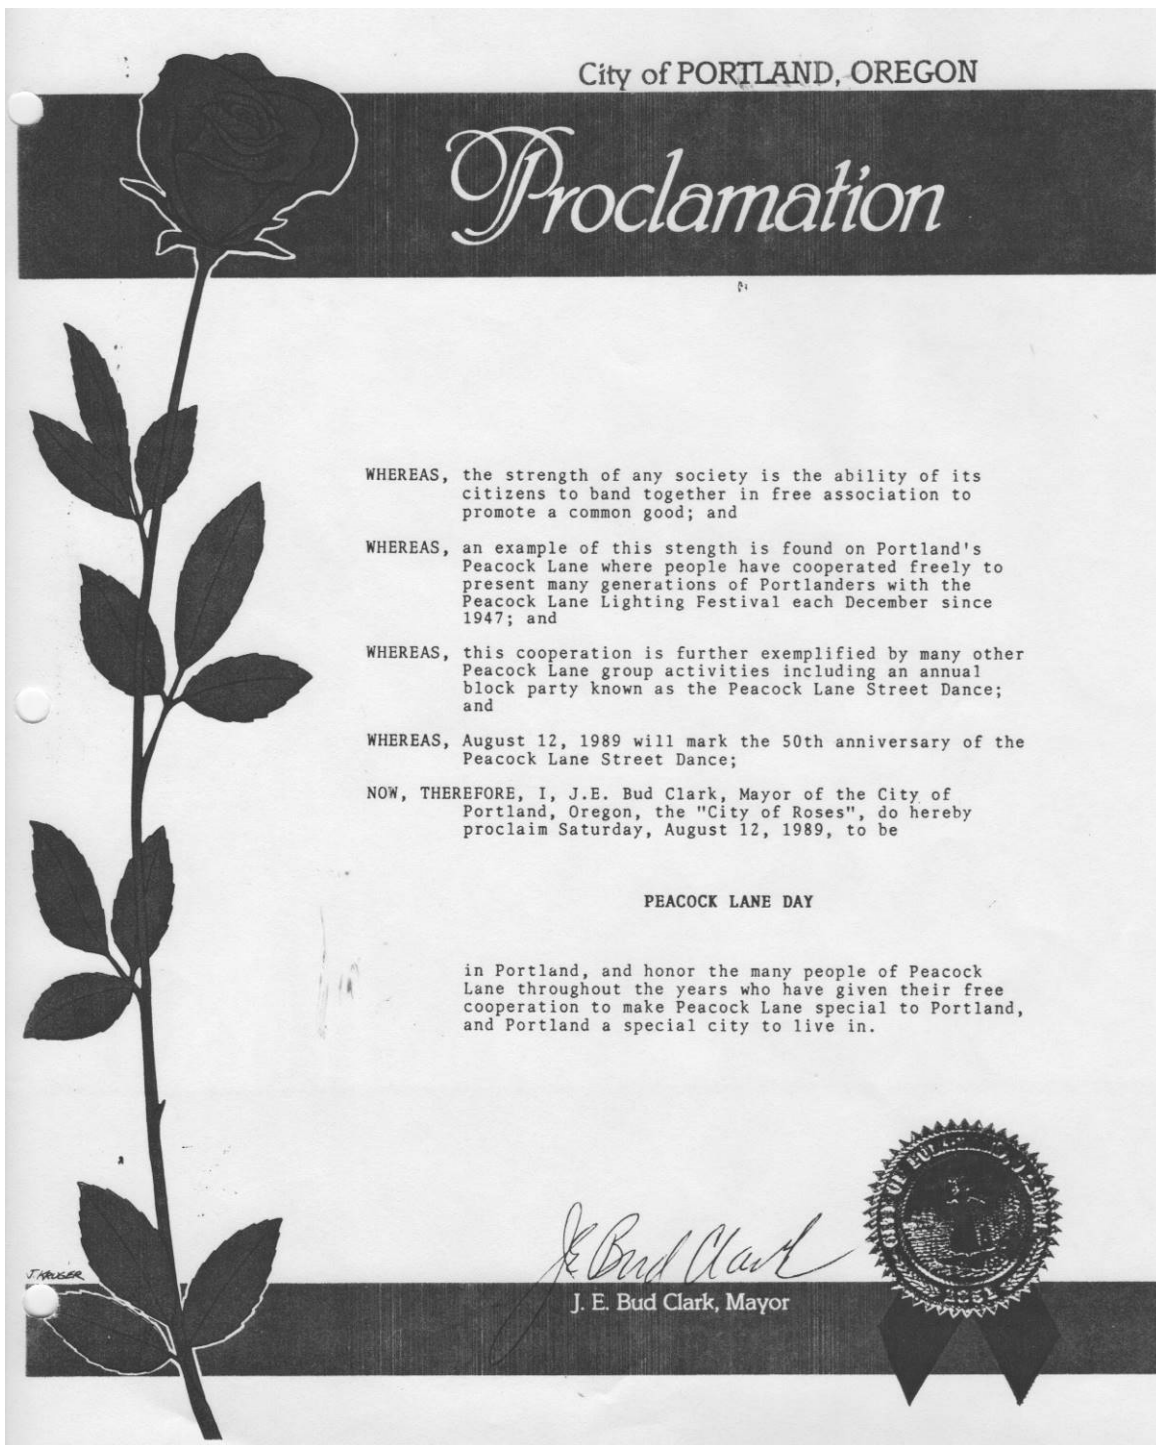 City of PORTLAND, OREGON
Proclamation
WHEREAS, the strength of any society is the ability of its
citizens to band together in free association to
promote a common good; and
WHEREAS, an example of this stength is found on Portland's
Peacock Lane where people have cooperated freely to
present many generations of Portlanders with the
Peacock Lane Lighting Festival each December since
1947; and
WHEREAS, this cooperation is further exemplified by many other
Peacock Lane group activities including an annual
block party known as the Peacock Lane Street Dance;
and
WHEREAS, August 12, 1989 will mark the 50th anniversary of the
Peacock Lane Street Dance;
NOW, THEREFORE, I, J.E. Bud Clark, Mayor of the City of
Portland, Oregon, the "City of Roses", do hereby
proclaim Saturday, August 12, 1989, to be
PEACOCK LANE DAY
in Portland, and honor the many people of Peacock
Lane throughout the years who have given their free
cooperation to make Peacock Lane special to Portland,
and Portland a special city to live in.
JE Bud Clark
J. E. Bud Clark, Mayor
J. KRUGER
CITY OF